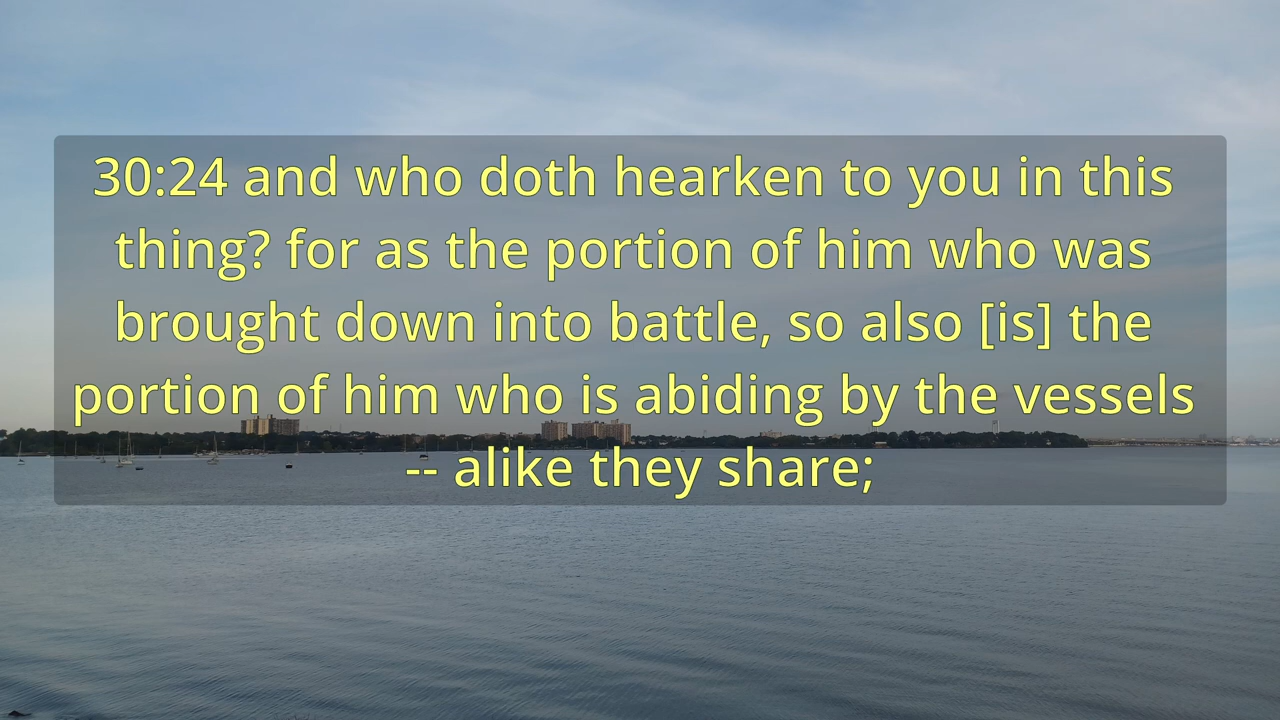 30:24 and who doth hearken to you in this
thing? for as the portion of him who was
brought down into battle, so also [is] the
portion of him who is abiding by the vessels
-- alike they share;